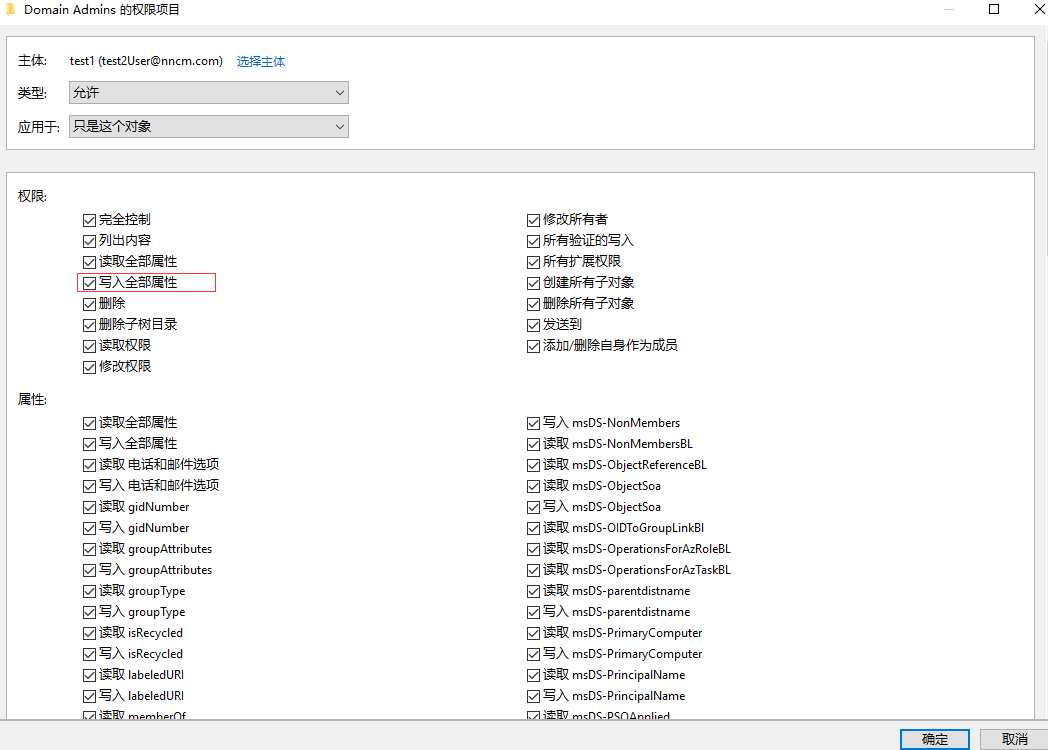 Domain Admins 的权限项目
主体: test1 (test2User@nncm.com) 选择主体
类型: 允许
应用于: 只是这个对象
权限:
完全控制 修改所有者
列出内容 所有验证的写入
读取全部属性 所有扩展权限
写入全部属性 创建所有子对象
删除 删除所有子对象
删除子树目录 发送到
读取权限 添加/删除自身作为成员
修改权限
属性:
读取全部属性 写入 msDS-NonMembers
写入全部属性 读取 msDS-NonMembersBL
读取 电话和邮件选项 读取 msDS-ObjectReferenceBL
写入 电话和邮件选项 读取 msDS-ObjectSoa
读取 gidNumber 写入 msDS-ObjectSoa
写入 gidNumber 读取 msDS-OIDToGroupLinkBl
读取 groupAttributes 读取 msDS-OperationsForAzRoleBL
写入 groupAttributes 读取 msDS-OperationsForAzTaskBL
读取 groupType 读取 msDS-parentdistname
写入 groupType 写入 msDS-parentdistname
读取 isRecycled 读取 msDS-PrimaryComputer
写入 isRecycled 写入 msDS-PrimaryComputer
读取 labeledURI 读取 msDS-PrincipalName
写入 labeledURI 写入 msDS-PrincipalName
读取 memberOf 读取 msDS-PSOApplied
确定 取消